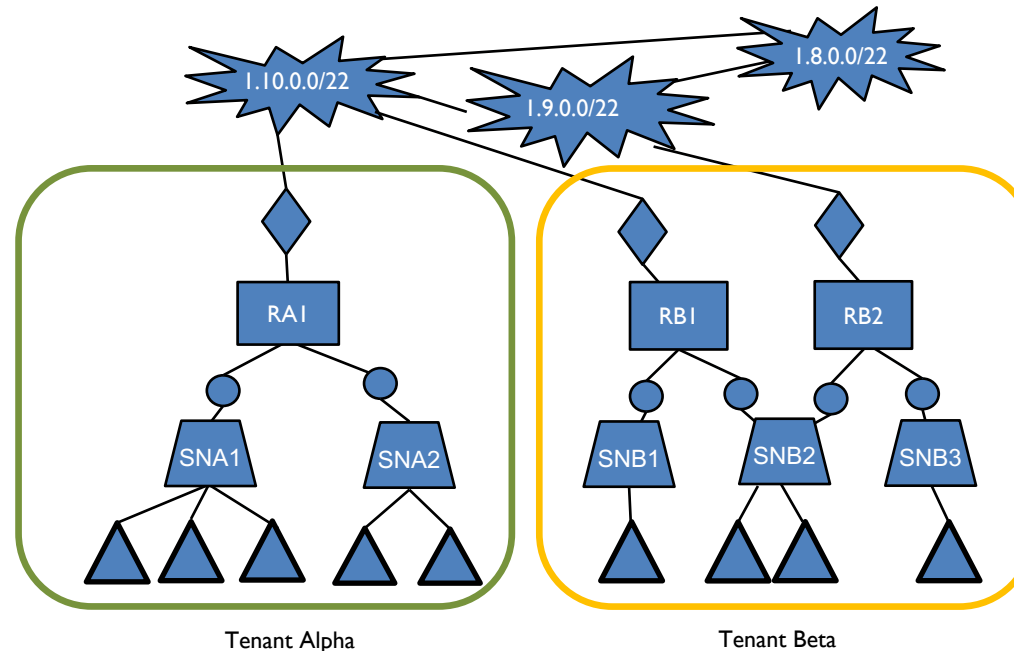 1.8.0.0/22
1.10.0.0/22
1.9.0.0/22
RA1
RB1
RB2
SNA1
SNA2
SNB1
SNB2
SNB3
Tenant Alpha
Tenant Beta